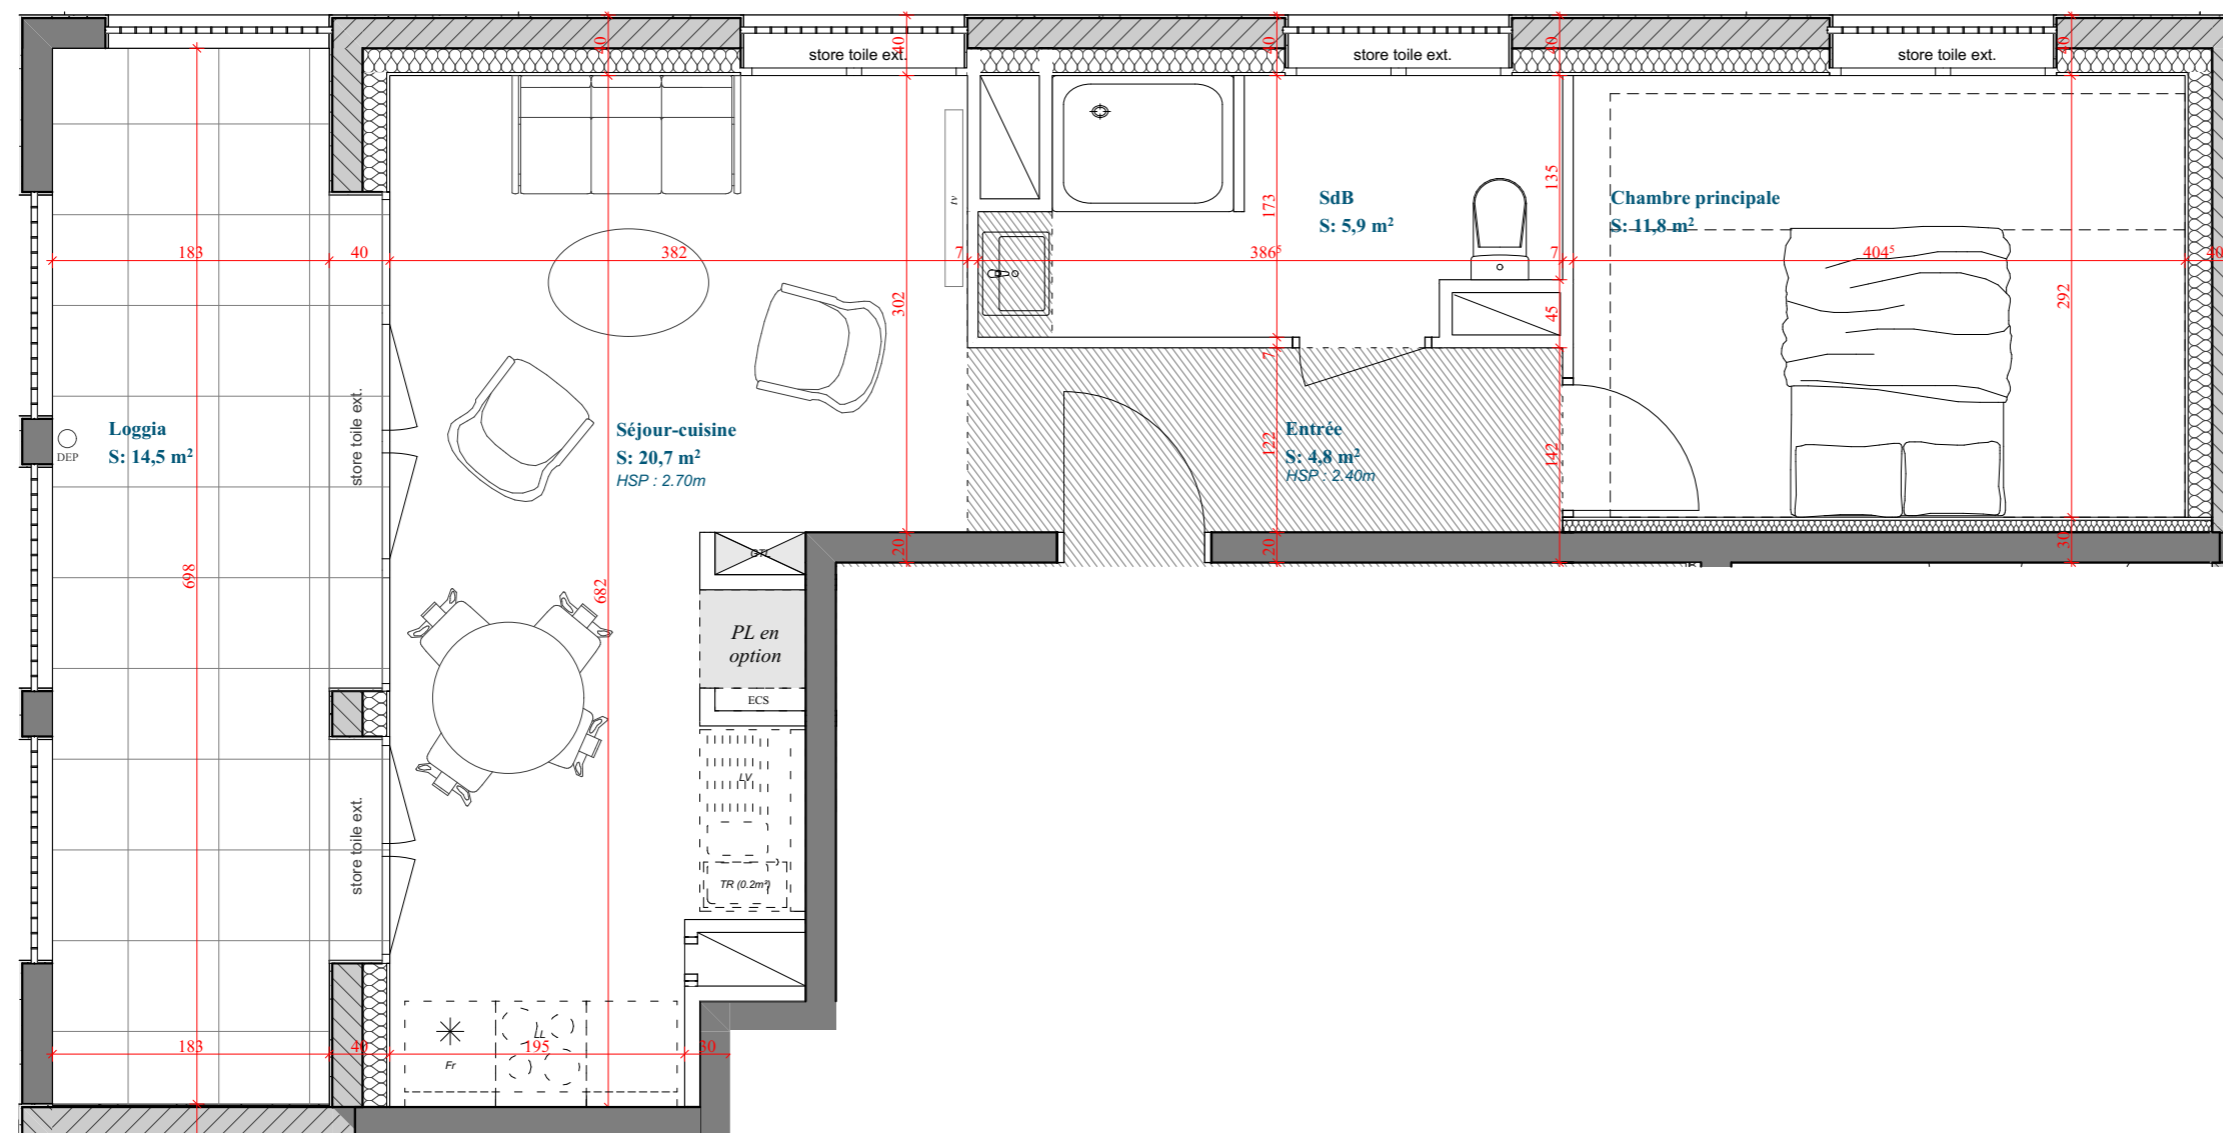 store toile ext.
store toile ext.
store toile ext.
40
40
40
40
40
135
173
SdB
S: 5,9 m²
Chambre principale
S: 11,8 m²
183
40
382
7
386⁵
7
404⁵
40
302
45
292
7
store toile ext.
Loggia
S: 14,5 m²
DEP
Séjour-cuisine
S: 20,7 m²
HSP : 2.70m
Entrée
S: 4,8 m²
HSP : 2.40m
122
142
20
20
30
GTL
698
682
PL en
option
ECS
LV
store toile ext.
TR (0.2m²)
LL
Fr
183
40
195
30